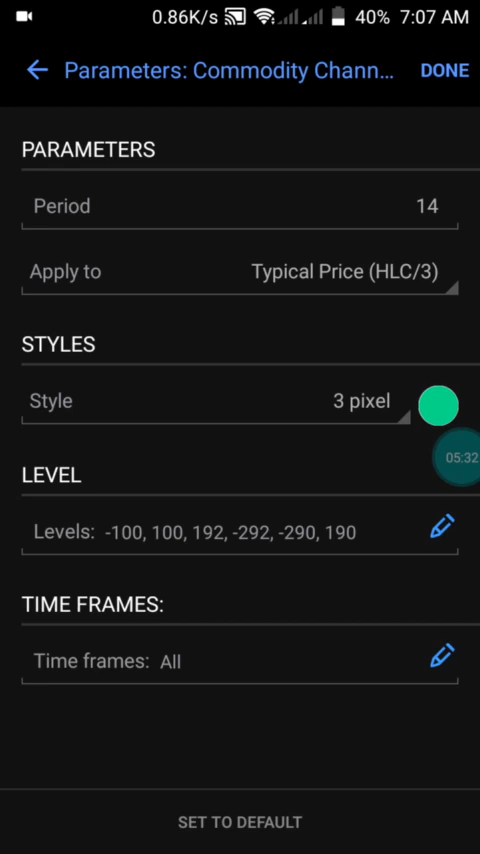 0.86K/s 40% 7:07 AM
Parameters: Commodity Chann... DONE
PARAMETERS
Period 14
Apply to Typical Price (HLC/3)
STYLES
Style 3 pixel
05:32
LEVEL
Levels: -100, 100, 192, -292, -290, 190
TIME FRAMES:
Time frames: All
SET TO DEFAULT